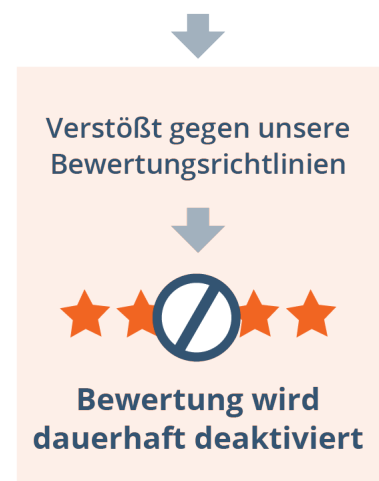 Verstößt gegen unsere
Bewertungsrichtlinien
Bewertung wird
dauerhaft deaktiviert